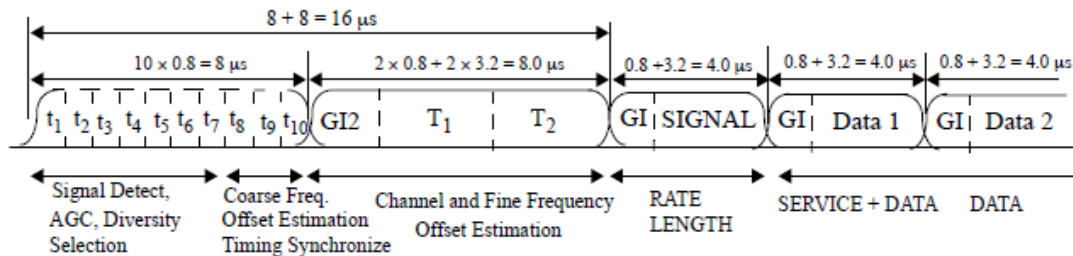 8 + 8 = 16 μs
10 × 0.8 = 8 μs
2 × 0.8 + 2 × 3.2 = 8.0 μs
0.8 +3.2 = 4.0 μs
0.8 + 3.2 = 4.0 μs
0.8 + 3.2 = 4.0 μs
t1 t2 t3 t4 t5 t6 t7 t8 t9 t10 GI2 T1 T2 GI SIGNAL GI Data 1 GI Data 2
Signal Detect,
AGC, Diversity
Selection
Coarse Freq.
Offset Estimation
Timing Synchronize
Channel and Fine Frequency
Offset Estimation
RATE
LENGTH
SERVICE + DATA
DATA